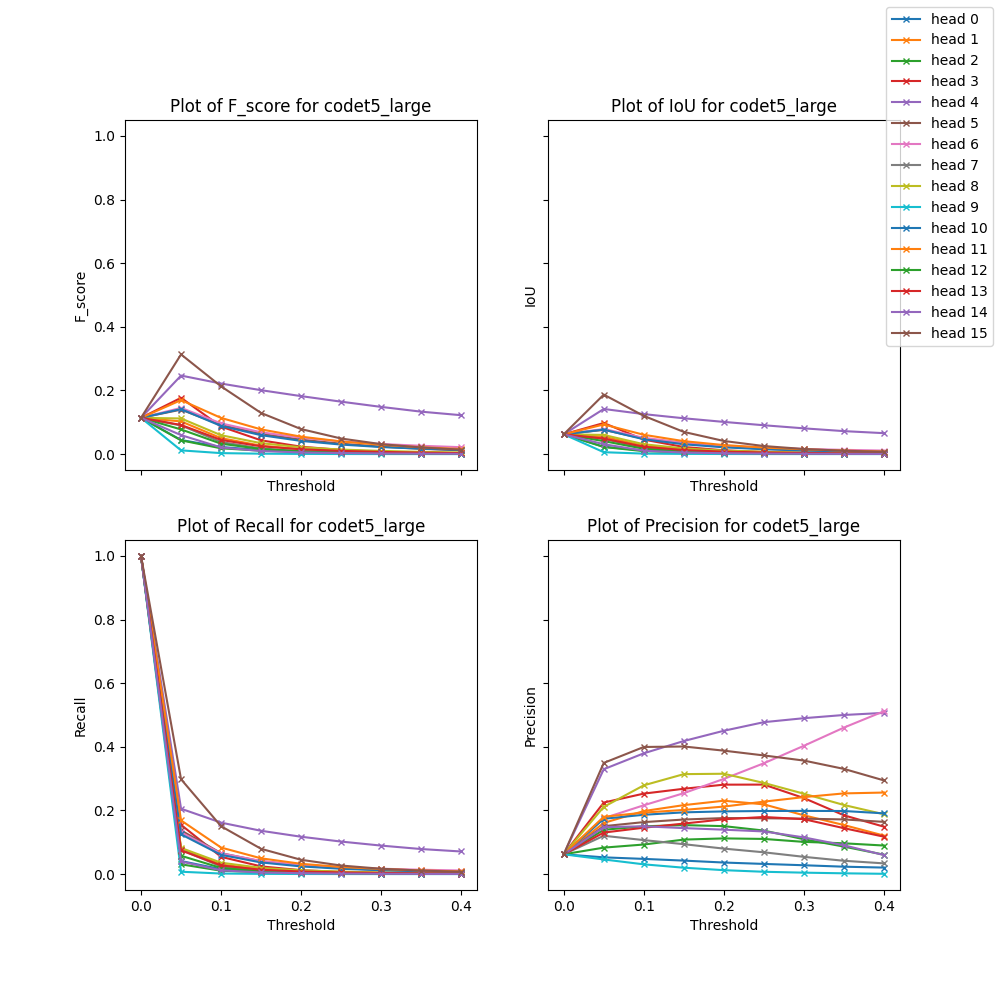 head 0
head 1
head 2
head 3
head 4
head 5
head 6
head 7
head 8
head 9
head 10
head 11
head 12
head 13
head 14
head 15
Plot of F_score for codet5_large
1.0
0.8
0.6
0.4
0.2
0.0
F_score
Threshold
Plot of IoU for codet5_large
IoU
Threshold
Plot of Recall for codet5_large
1.0
0.8
0.6
0.4
0.2
0.0
Recall
0.0 0.1 0.2 0.3 0.4
Threshold
Plot of Precision for codet5_large
Precision
0.0 0.1 0.2 0.3 0.4
Threshold